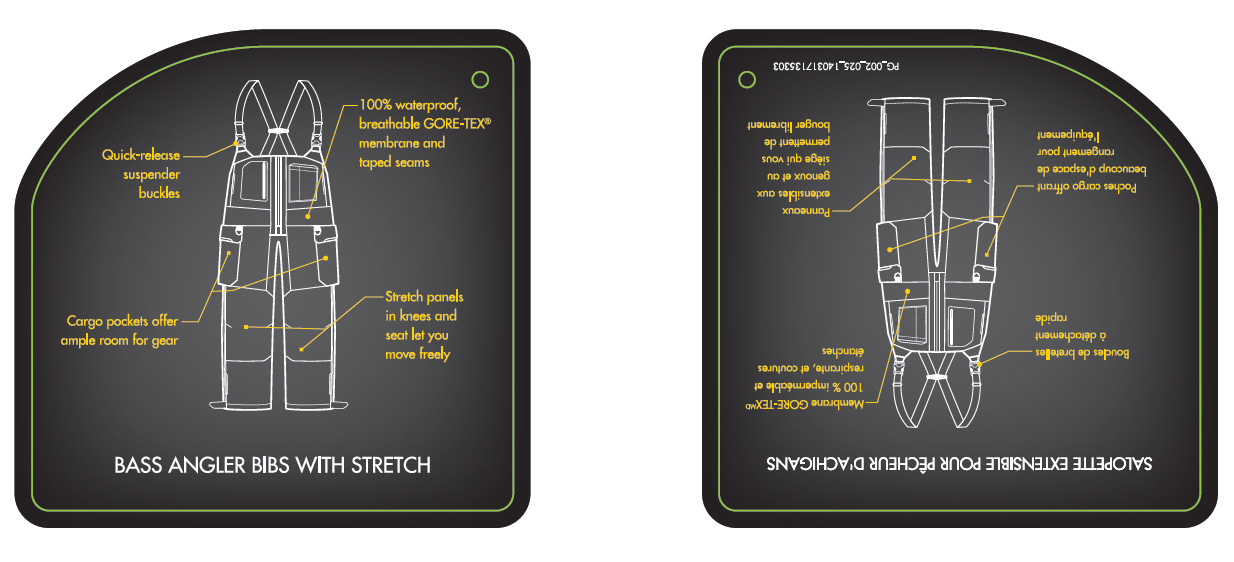 100% waterproof,
breathable GORE-TEX®
membrane and
taped seams
Quick-release
suspender
buckles
Cargo pockets offer
ample room for gear
Stretch panels
in knees and
seat let you
move freely
BASS ANGLER BIBS WITH STRETCH
SALOPETTE EXTENSIBLE POUR PÊCHEUR D'ACHIGANS
Membrane GORE-TEXMD
100 % imperméable et
respirante, et coutures
étanches
Boucles de bretelles
à détachement
rapide
Poches cargo offrant
beaucoup d'espace de
rangement pour
l'équipement
Panneaux
extensibles aux
genoux et au
siège qui vous
permettent de
bouger librement
PG_002_025_140317135303